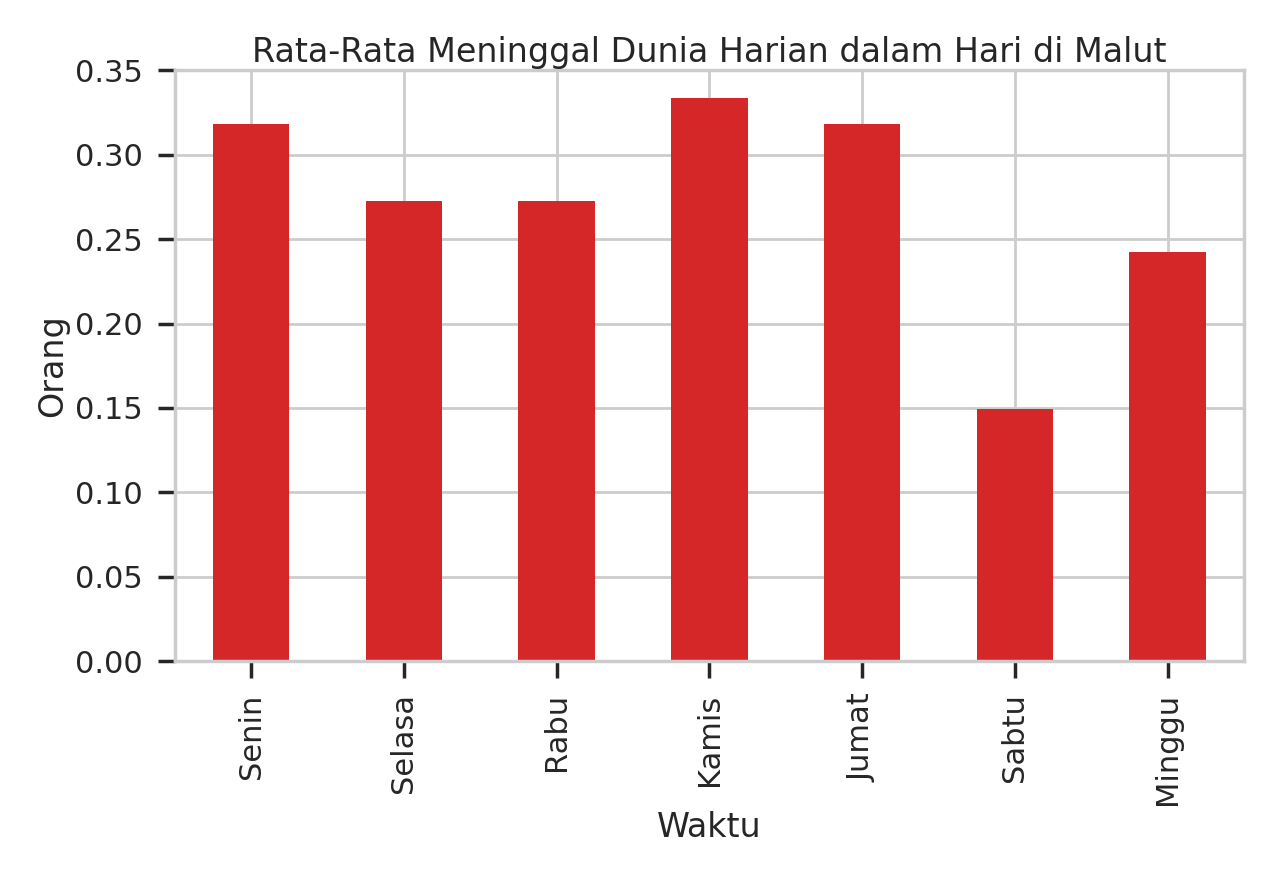 Rata-Rata Meninggal Dunia Harian dalam Hari di Malut
0.35
0.30
0.25
0.20
0.15
0.10
0.05
0.00
Orang
Senin
Selasa
Rabu
Kamis
Jumat
Sabtu
Minggu
Waktu